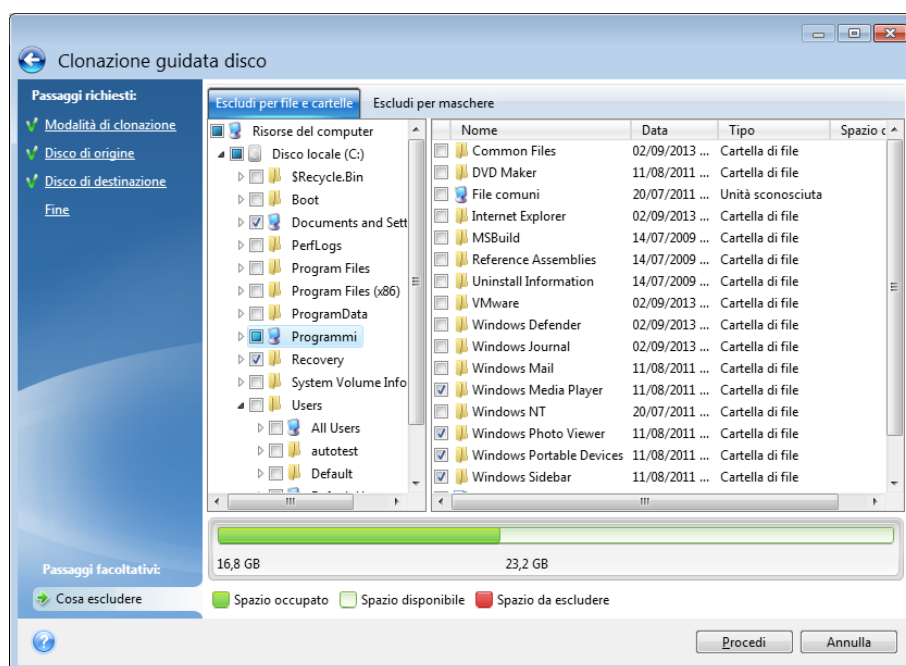 Clonazione guidata disco
Passaggi richiesti:
Modalità di clonazione
Disco di origine
Disco di destinazione
Fine
Escludi per file e cartelle Escludi per maschere
Risorse del computer
Disco locale (C:)
$Recycle.Bin
Boot
Documents and Sett
PerfLogs
Program Files
Program Files (x86)
ProgramData
Programmi
Recovery
System Volume Info
Users
All Users
autotest
Default
Nome Data Tipo Spazio
Common Files 02/09/2013 ... Cartella di file
DVD Maker 11/08/2011 ... Cartella di file
File comuni 20/07/2011 ... Unità sconosciuta
Internet Explorer 02/09/2013 ... Cartella di file
MSBuild 14/07/2009 ... Cartella di file
Reference Assemblies 14/07/2009 ... Cartella di file
Uninstall Information 14/07/2009 ... Cartella di file
VMware 02/09/2013 ... Cartella di file
Windows Defender 02/09/2013 ... Cartella di file
Windows Journal 02/09/2013 ... Cartella di file
Windows Mail 11/08/2011 ... Cartella di file
Windows Media Player 11/08/2011 ... Cartella di file
Windows NT 20/07/2011 ... Cartella di file
Windows Photo Viewer 11/08/2011 ... Cartella di file
Windows Portable Devices 11/08/2011 ... Cartella di file
Windows Sidebar 11/08/2011 ... Cartella di file
16,8 GB 23,2 GB
Spazio occupato Spazio disponibile Spazio da escludere
Passaggi facoltativi:
Cosa escludere
Procedi Annulla